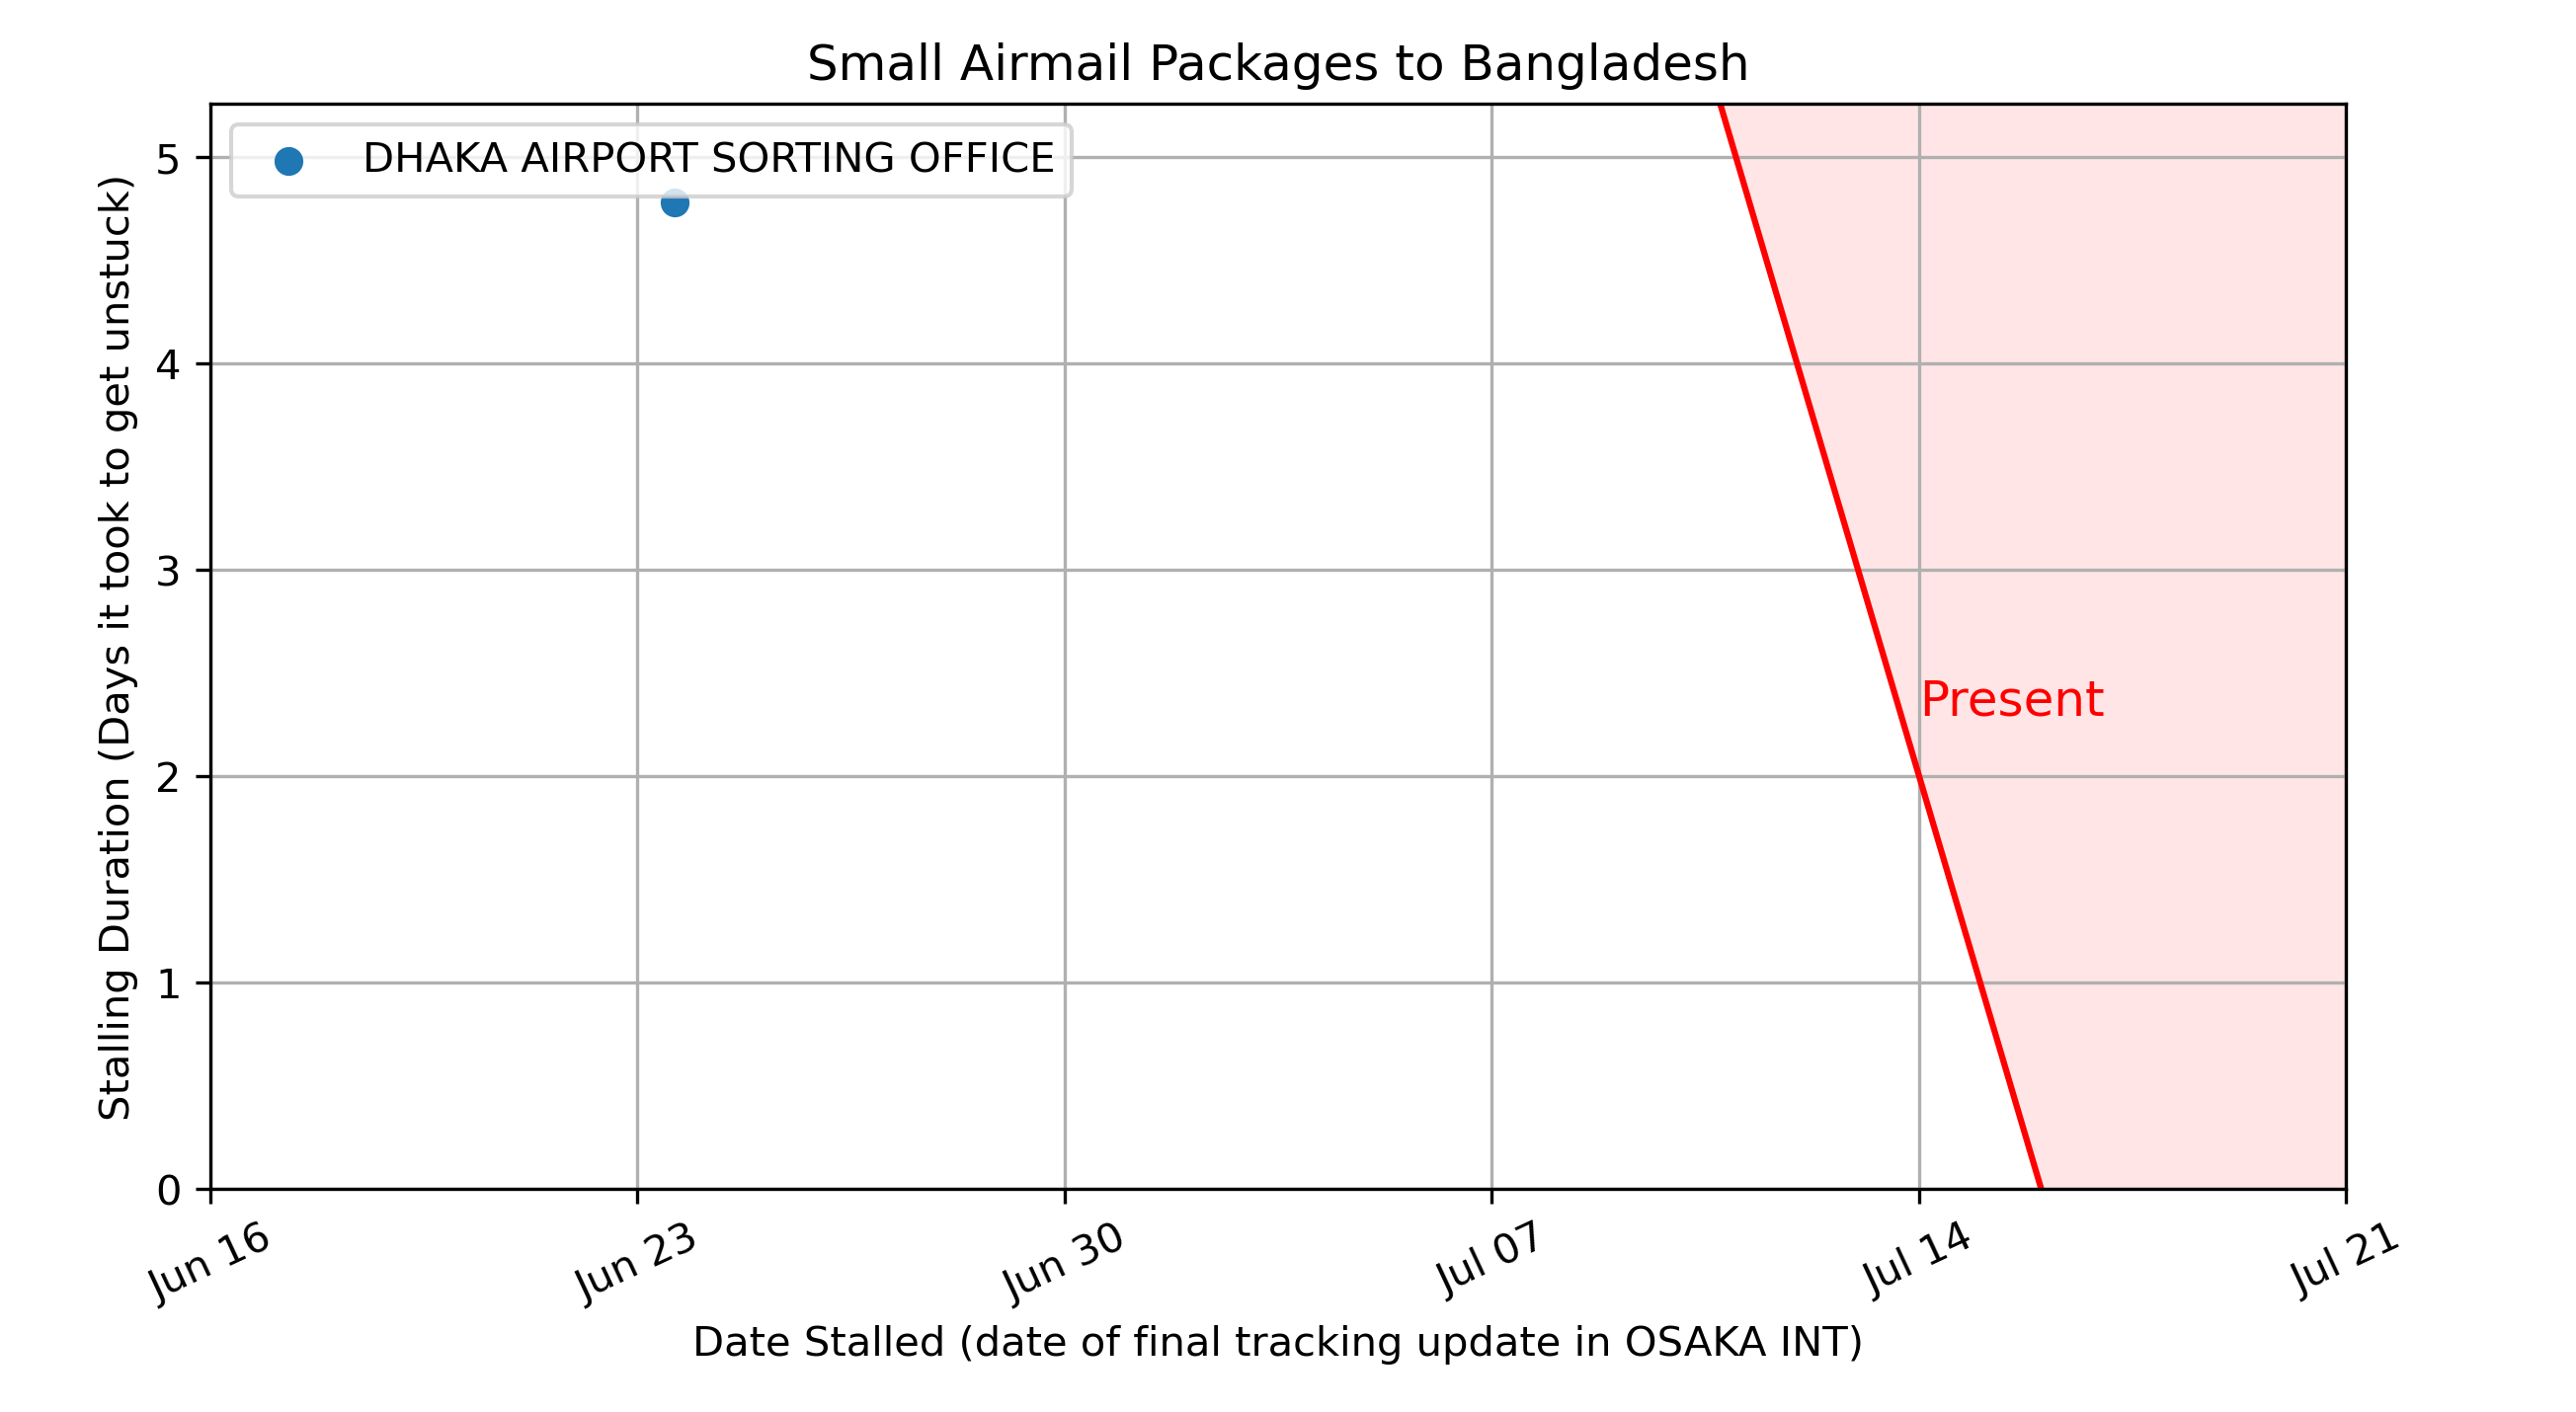 Small Airmail Packages to Bangladesh
DHAKA AIRPORT SORTING OFFICE
Stalling Duration (Days it took to get unstuck)
5
4
3
2
1
0
Present
Jun 16
Jun 23
Jun 30
Jul 07
Jul 14
Jul 21
Date Stalled (date of final tracking update in OSAKA INT)